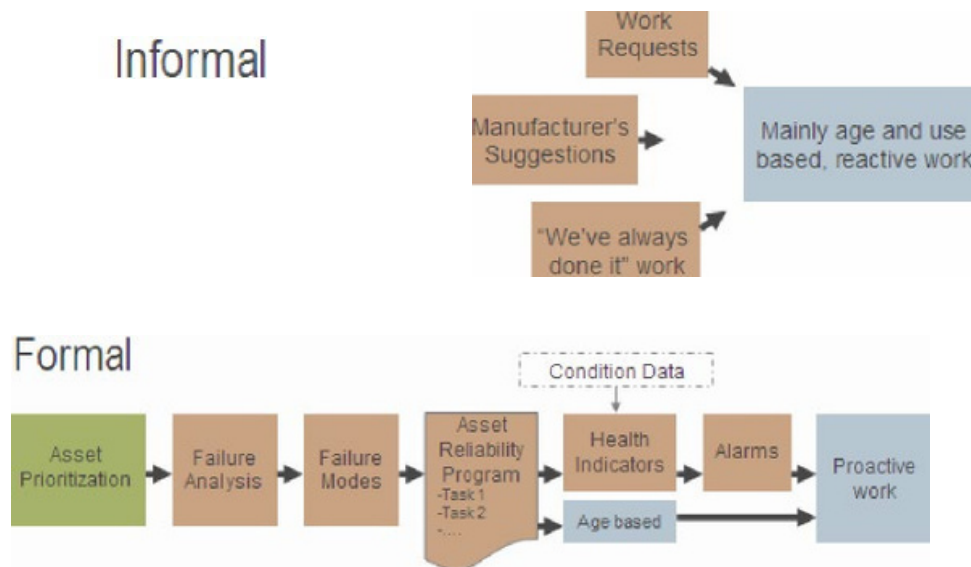 Informal
Work
Requests
Manufacturer's
Suggestions
"We've always
done it" work
Mainly age and use
based, reactive work
Formal
Condition Data
Asset
Prioritization
Failure
Analysis
Failure
Modes
Asset
Reliability
Program
-Task 1
-Task 2
-....
Health
Indicators
Alarms
Age based
Proactive
work